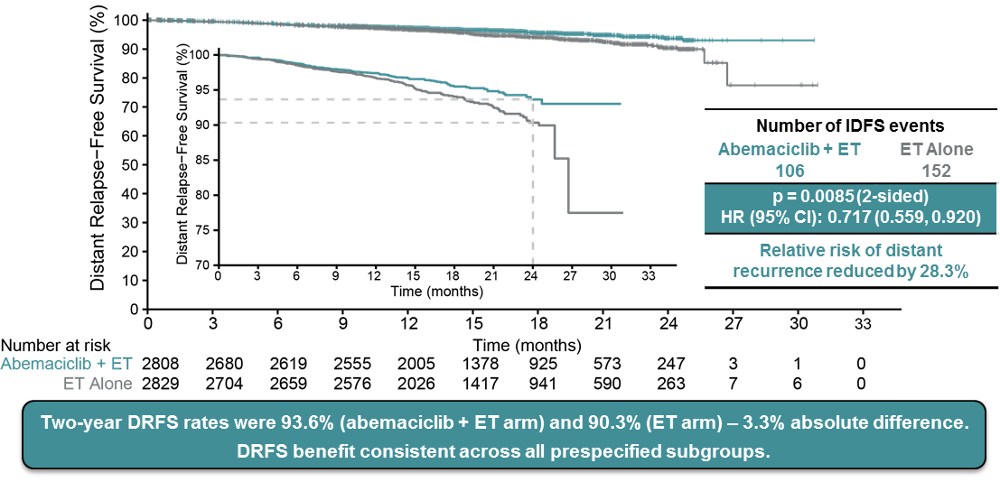 Distant Relapse−Free Survival (%)
100
90
80
70
60
50
40
30
20
10
0
Distant Relapse−Free Survival (%)
100
95
90
85
80
75
70
0 3 6 9 12 15 18 21 24 27 30 33
Time (months)
Number of IDFS events
Abemaciclib + ET ET Alone
106 152
p = 0.0085 (2-sided)
HR (95% CI): 0.717 (0.559, 0.920)
Relative risk of distant
recurrence reduced by 28.3%
0 3 6 9 12 15 18 21 24 27 30 33
Number at risk
Time (months)
Abemaciclib + ET 2808 2680 2619 2555 2005 1378 925 573 247 3 1 0
ET Alone 2829 2704 2659 2576 2026 1417 941 590 263 7 6 0
Two-year DRFS rates were 93.6% (abemaciclib + ET arm) and 90.3% (ET arm) – 3.3% absolute difference.
DRFS benefit consistent across all prespecified subgroups.